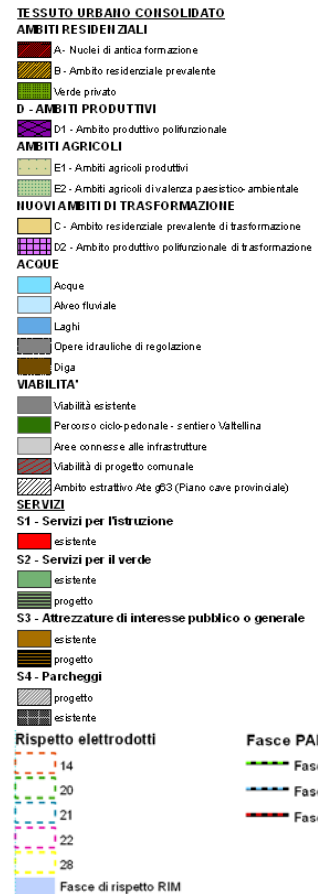 TESSUTO URBANO CONSOLIDATO
AMBITI RESIDENZIALI
A - Nuclei di antica formazione
B - Ambito residenziale prevalente
Verde privato
D - AMBITI PRODUTTIVI
D1 - Ambito produttivo polifunzionale
AMBITI AGRICOLI
E1 - Ambiti agricoli produttivi
E2 - Ambiti agricoli di valenza paesistico-ambientale
NUOVI AMBITI DI TRASFORMAZIONE
C - Ambito residenziale prevalente di trasformazione
D2 - Ambito produttivo polifunzionale di trasformazione
ACQUE
Acque
Alveo fluviale
Laghi
Opere idrauliche di regolazione
Diga
VIABILITA'
Viabilità esistente
Percorso ciclo-pedonale - sentiero Valtellina
Aree connesse alle infrastrutture
Viabilità di progetto comunale
Ambito estrattivo Ate g63 (Piano cave provinciale)
SERVIZI
S1 - Servizi per l'istruzione
esistente
S2 - Servizi per il verde
esistente
progetto
S3 - Attrezzature di interesse pubblico o generale
esistente
progetto
S4 - Parcheggi
progetto
esistente
Rispetto elettrodotti
14
20
21
22
28
Fasce di rispetto RIM
Fasce PAI
Fasc
Fasc
Fasc